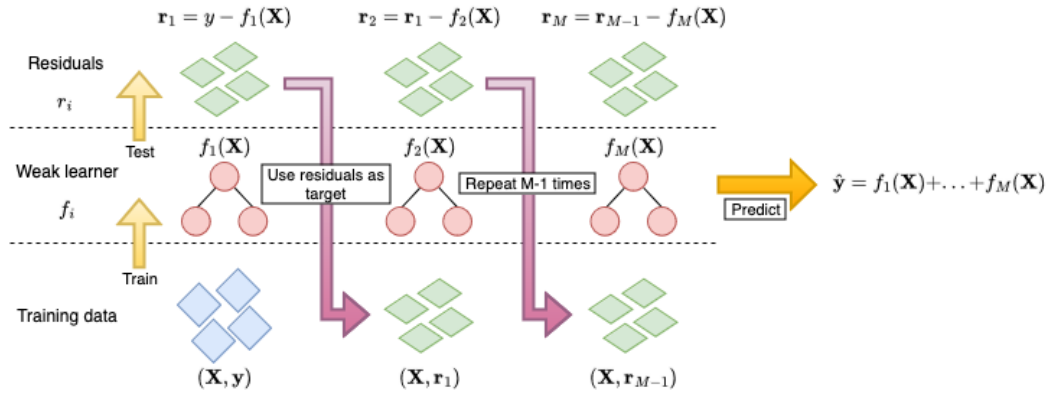 r₁ = y − f₁(X)
r₂ = r₁ − f₂(X)
r_M = r_{M−1} − f_M(X)
Residuals
r_i
Test
Weak learner
f_i
f₁(X)
f₂(X)
f_M(X)
Use residuals as
target
Repeat M-1 times
Predict
ŷ = f₁(X)+...+f_M(X)
Train
Training data
(X, y)
(X, r₁)
(X, r_{M−1})